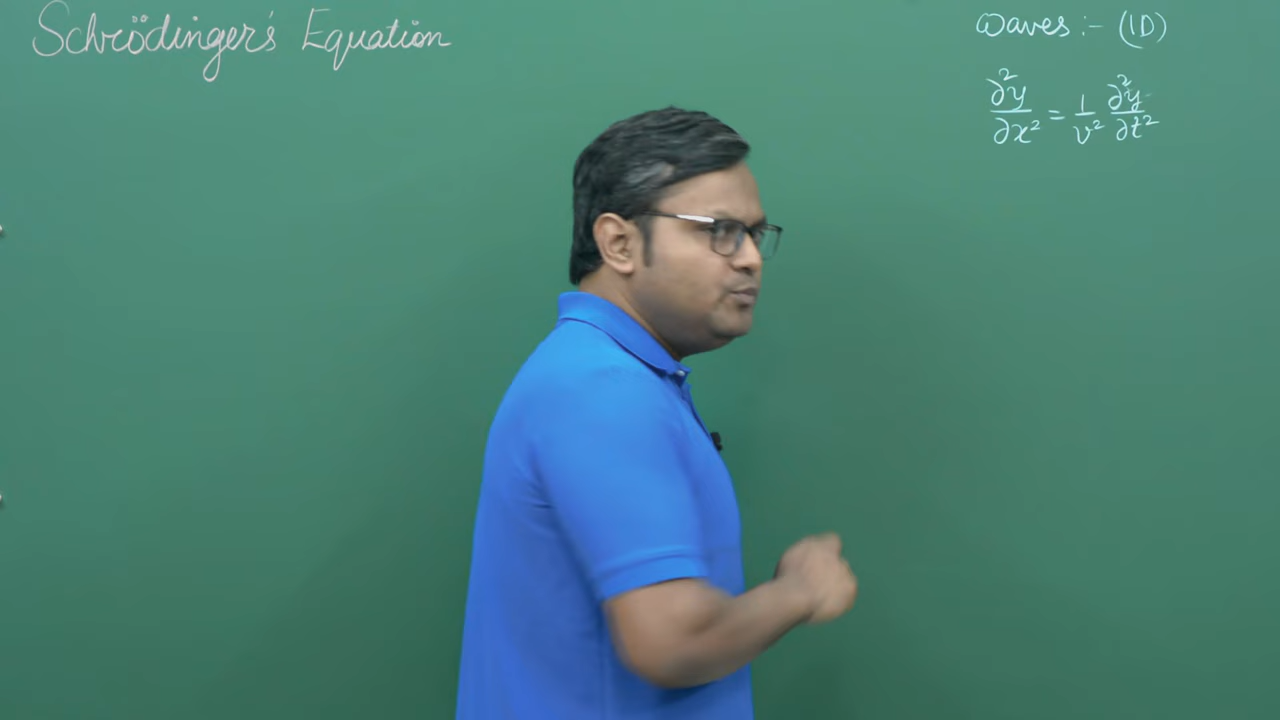 Schrödinger's Equation
Waves :- (1D)
∂²y/∂x² = 1/v² ∂²y/∂t²